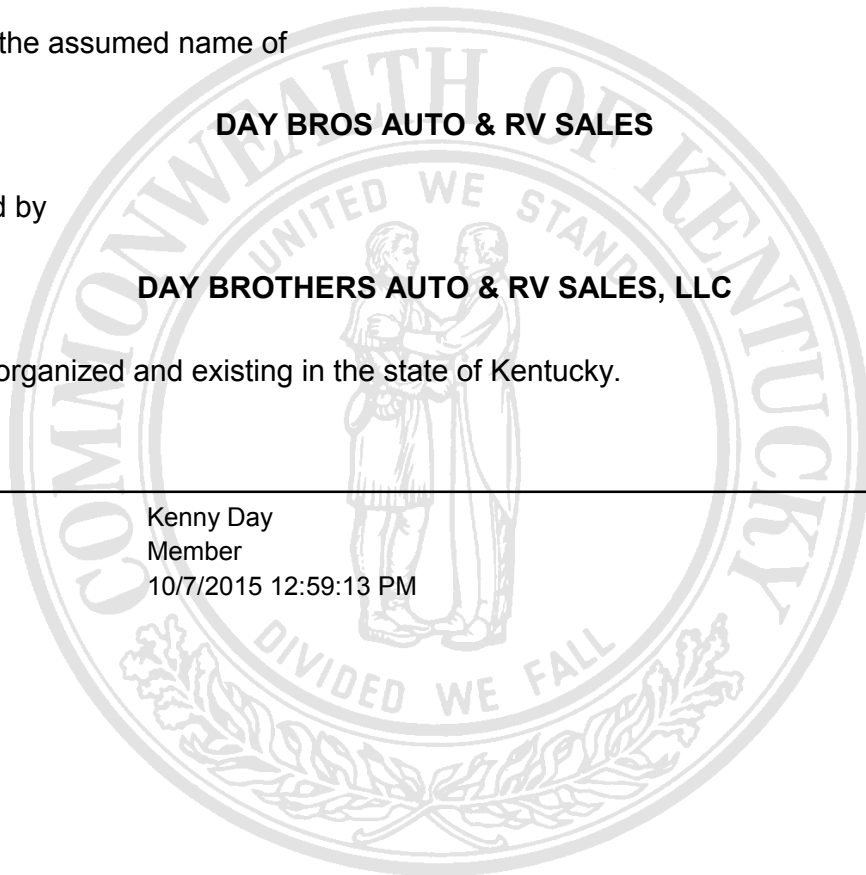 the assumed name of
DAY BROS AUTO & RV SALES
d by
DAY BROTHERS AUTO & RV SALES, LLC
organized and existing in the state of Kentucky.
Kenny Day
Member
10/7/2015 12:59:13 PM
COMMONWEALTH OF KENTUCKY
UNITED WE STAND
DIVIDED WE FALL